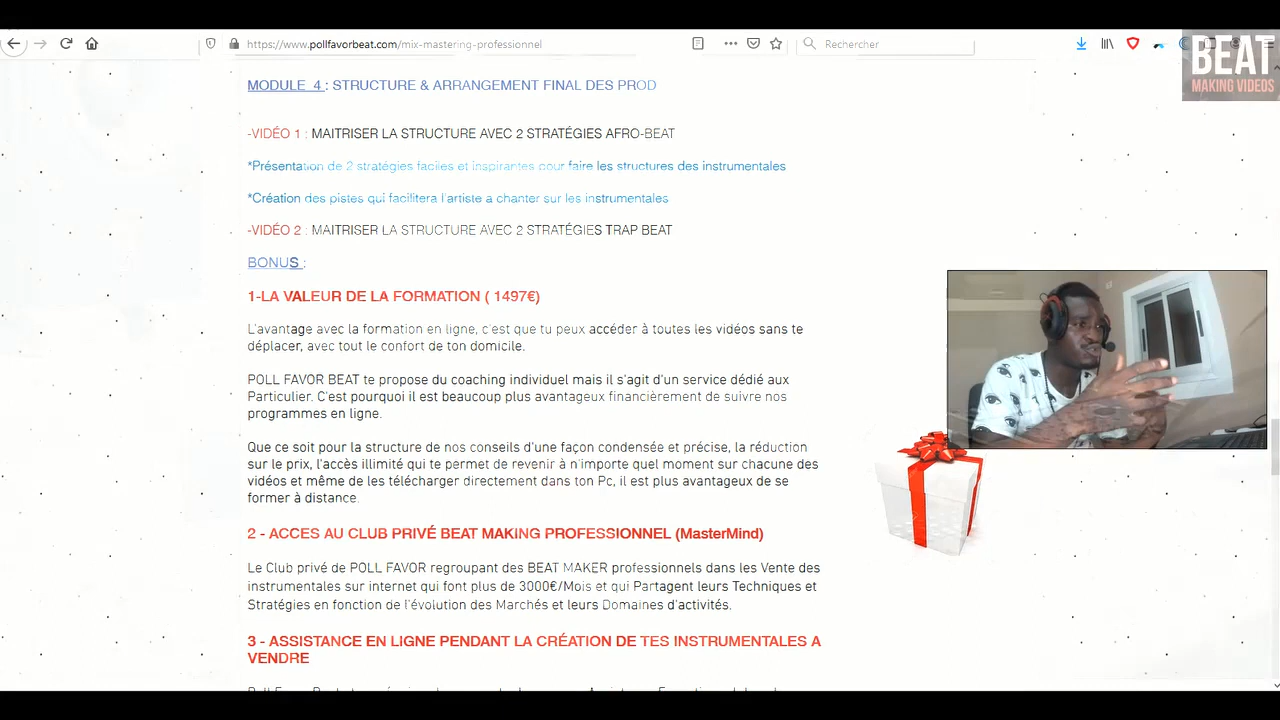 https://www.pollfavorbeat.com/mix-mastering-professionnel
Rechercher
BEAT
MAKING VIDEOS
MODULE 4 : STRUCTURE & ARRANGEMENT FINAL DES PROD
-VIDÉO 1 : MAITRISER LA STRUCTURE AVEC 2 STRATÉGIES AFRO-BEAT
*Présentation de 2 stratégies faciles et inspirantes pour faire les structures des instrumentales
*Création des pistes qui facilitera l'artiste a chanter sur les instrumentales
-VIDÉO 2 : MAITRISER LA STRUCTURE AVEC 2 STRATÉGIES TRAP BEAT
BONUS :
1-LA VALEUR DE LA FORMATION ( 1497€)
L'avantage avec la formation en ligne, c'est que tu peux accéder à toutes les vidéos sans te
déplacer, avec tout le confort de ton domicile.
POLL FAVOR BEAT te propose du coaching individuel mais il s'agit d'un service dédié aux
Particulier. C'est pourquoi il est beaucoup plus avantageux financièrement de suivre nos
programmes en ligne.
Que ce soit pour la structure de nos conseils d'une façon condensée et précise, la réduction
sur le prix, l'accès illimité qui te permet de revenir à n'importe quel moment sur chacune des
vidéos et même de les télécharger directement dans ton Pc, il est plus avantageux de se
former à distance.
2 - ACCES AU CLUB PRIVÉ BEAT MAKING PROFESSIONNEL (MasterMind)
Le Club privé de POLL FAVOR regroupant des BEAT MAKER professionnels dans les Vente des
instrumentales sur internet qui font plus de 3000€/Mois et qui Partagent leurs Techniques et
Stratégies en fonction de l'évolution des Marchés et leurs Domaines d'activités.
3 - ASSISTANCE EN LIGNE PENDANT LA CRÉATION DE TES INSTRUMENTALES A
VENDRE